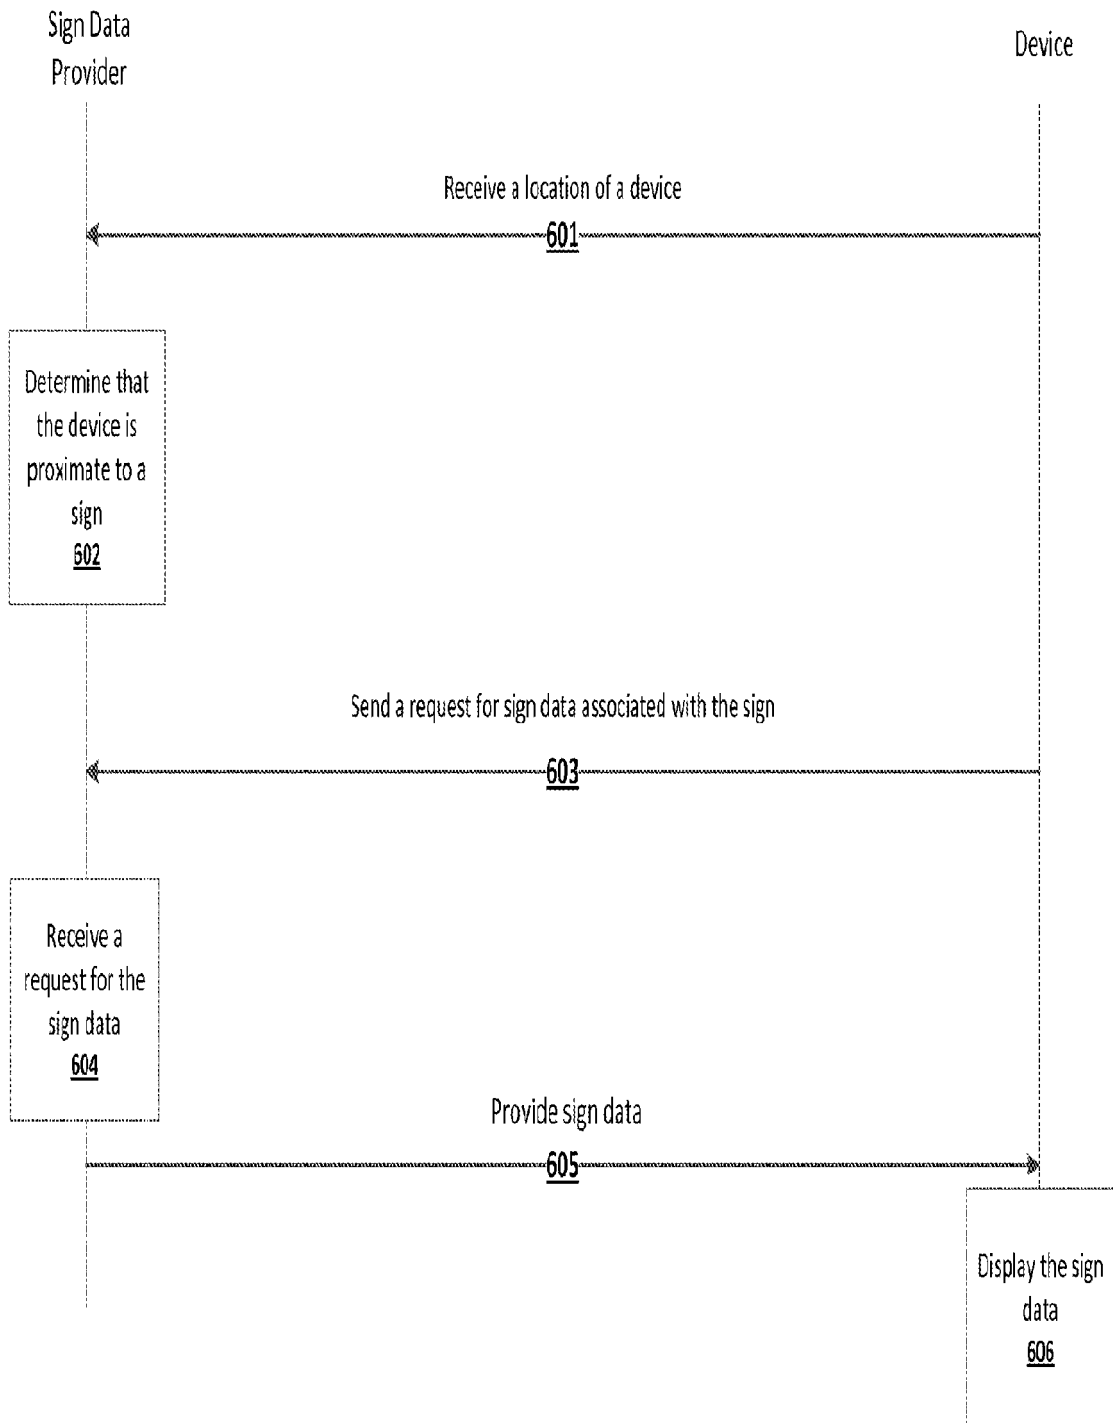 Sign Data
Provider
Device
Receive a location of a device
601
Determine that
the device is
proximate to a
sign
602
Send a request for sign data associated with the sign
603
Receive a
request for the
sign data
604
Provide sign data
605
Display the sign
data
606